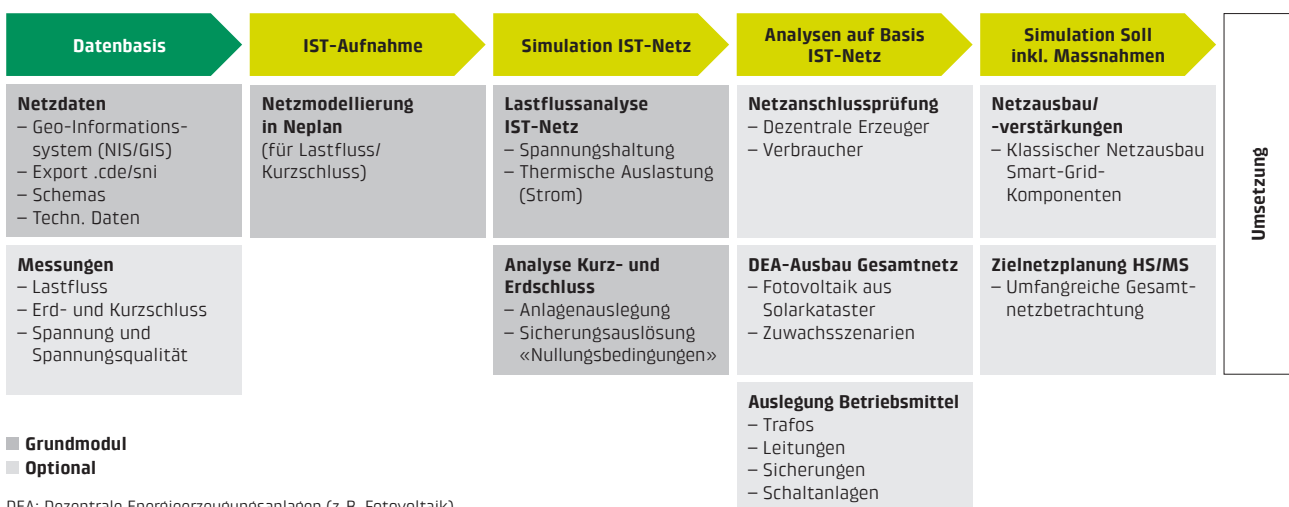 Datenbasis
IST-Aufnahme
Simulation IST-Netz
Analysen auf Basis
IST-Netz
Simulation Soll
inkl. Massnahmen
Netzdaten
– Geo-Informations-
system (NIS/GIS)
– Export .cde/sni
– Schemas
– Techn. Daten
Messungen
– Lastfluss
– Erd- und Kurzschluss
– Spannung und
Spannungsqualität
Netzmodellierung
in Neplan
(für Lastfluss/
Kurzschluss)
Lastflussanalyse
IST-Netz
– Spannungshaltung
– Thermische Auslastung
(Strom)
Analyse Kurz- und
Erdschluss
– Anlagenauslegung
– Sicherungsauslösung
«Nullungsbedingungen»
Netzanschlussprüfung
– Dezentrale Erzeuger
– Verbraucher
DEA-Ausbau Gesamtnetz
– Fotovoltaik aus
Solarkataster
– Zuwachsszenarien
Auslegung Betriebsmittel
– Trafos
– Leitungen
– Sicherungen
– Schaltanlagen
Netzausbau/
-verstärkungen
– Klassischer Netzausbau
Smart-Grid-
Komponenten
Zielnetzplanung HS/MS
– Umfangreiche Gesamt-
netzbetrachtung
Umsetzung
Grundmodul
Optional
DEA: Dezentrale Energieerzeugungsanlagen (z.B. Fotovoltaik)